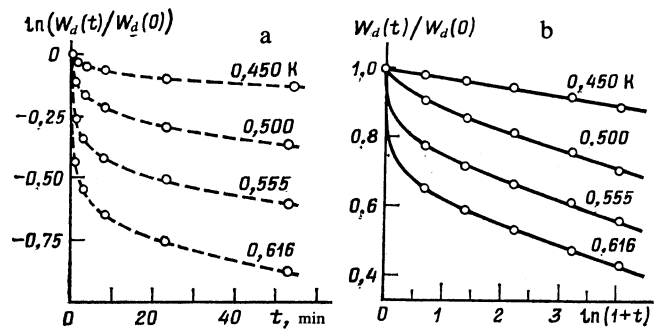 ln(W_d(t)/W_d(0))
a
0
0,450 K
-0,25
0,500
-0,50
0,555
-0,75
0,616
0 20 40 t, min
W_d(t)/W_d(0)
b
1,0
0,450 K
0,8
0.500
0,6
0,555
0,616
0,4
0 1 2 3 ln(1+t)